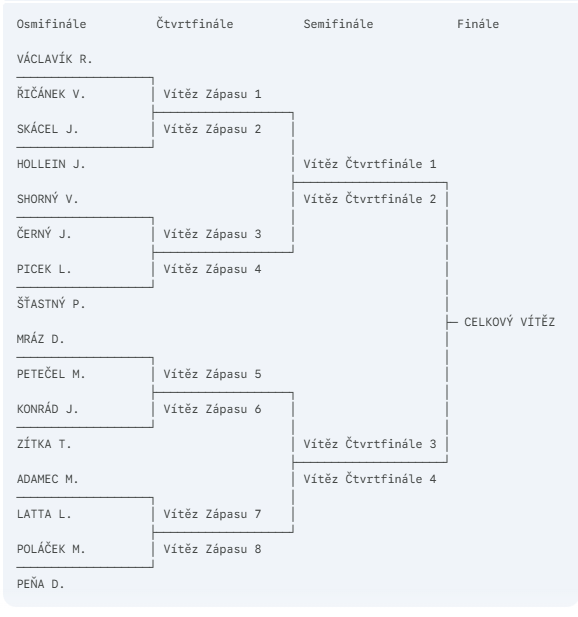 Osmifinále Čtvrtfinále Semifinále Finále
VÁCLAVÍK R.
ŘIČÁNEK V. Vítěz Zápasu 1
SKÁCEL J. Vítěz Zápasu 2
HOLLEIN J. Vítěz Čtvrtfinále 1
SHORNÝ V. Vítěz Čtvrtfinále 2
ČERNÝ J. Vítěz Zápasu 3
PICEK L. Vítěz Zápasu 4
ŠŤASTNÝ P.
CELKOVÝ VÍTĚZ
MRÁZ D.
PETEČEL M. Vítěz Zápasu 5
KONRÁD J. Vítěz Zápasu 6
ZÍTKA T. Vítěz Čtvrtfinále 3
ADAMEC M. Vítěz Čtvrtfinále 4
LATTA L. Vítěz Zápasu 7
POLÁČEK M. Vítěz Zápasu 8
PEŇA D.